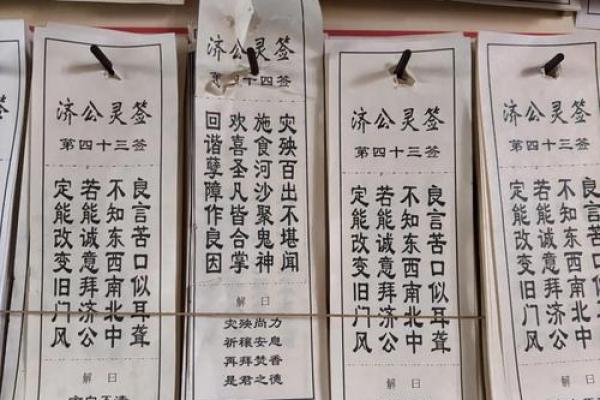 济公灵签
第四十三签
良言苦口似耳聋
不知东西南北中
若能诚意拜济公
定能改变旧门风
解曰
济公灵签
第十四签
灾殃百出不堪闻
施食河沙聚鬼神
欢喜圣凡皆合掌
回谐孽障作良因
解曰
灾殃尚力
祈禳安息
再拜焚香
是君之德
济公灵签
第四十三签
良言苦口似耳聋
不知东西南北中
若能诚意拜济公
定能改变旧门风
解曰
济公灵签
第四十三签
良言苦口似耳聋
不知东西南北中
若能诚意拜济公
定能改变旧门风
解曰